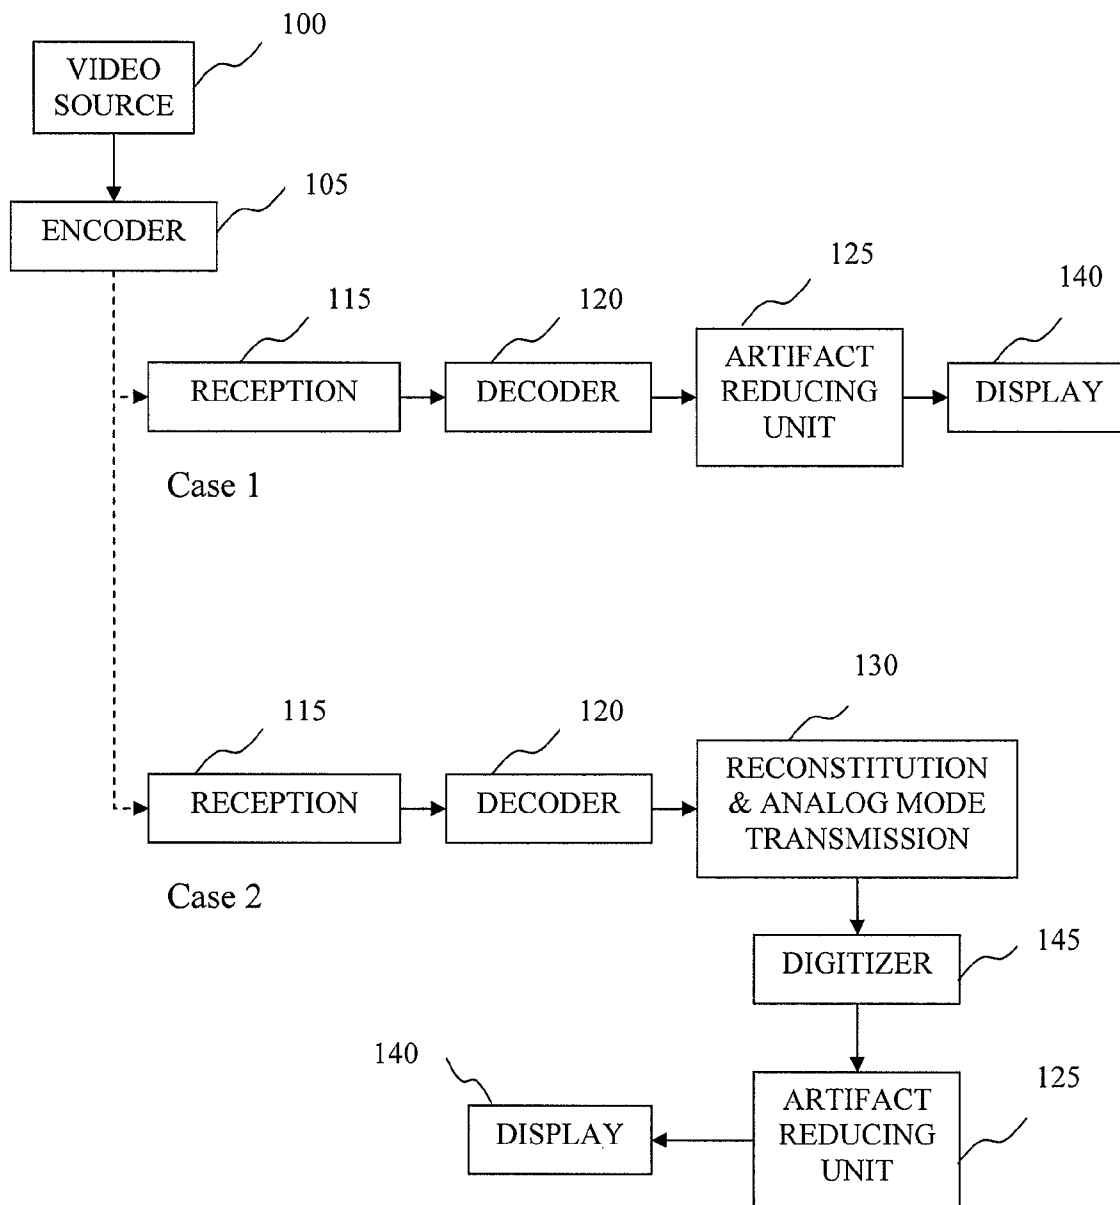 100
VIDEO
SOURCE
105
ENCODER
115
120
125
140
RECEPTION
DECODER
ARTIFACT
REDUCING
UNIT
DISPLAY
Case 1
115
120
130
RECEPTION
DECODER
RECONSTITUTION
& ANALOG MODE
TRANSMISSION
Case 2
DIGITIZER
145
140
DISPLAY
ARTIFACT
REDUCING
UNIT
125